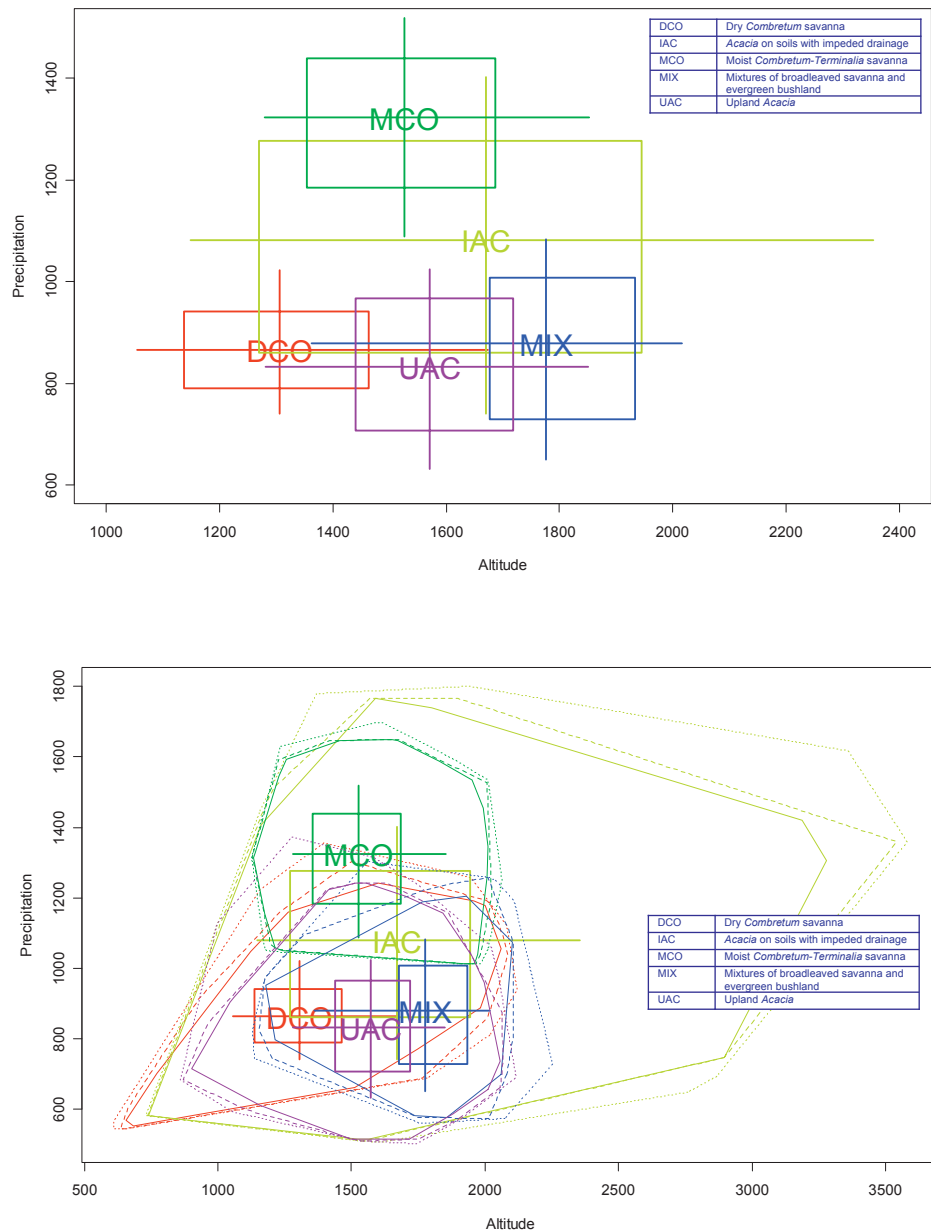 DCO Dry Combretum savanna
IAC Acacia on soils with impeded drainage
MCO Moist Combretum-Terminalia savanna
MIX Mixtures of broadleaved savanna and
evergreen bushland
UAC Upland Acacia
1400
1200
1000
800
600
Precipitation
MCO
IAC
DCO
UAC
MIX
1000 1200 1400 1600 1800 2000 2200 2400
Altitude
1800
1600
1400
1200
1000
800
600
Precipitation
MCO
IAC
DCO
UAC
MIX
DCO Dry Combretum savanna
IAC Acacia on soils with impeded drainage
MCO Moist Combretum-Terminalia savanna
MIX Mixtures of broadleaved savanna and
evergreen bushland
UAC Upland Acacia
500 1000 1500 2000 2500 3000 3500
Altitude